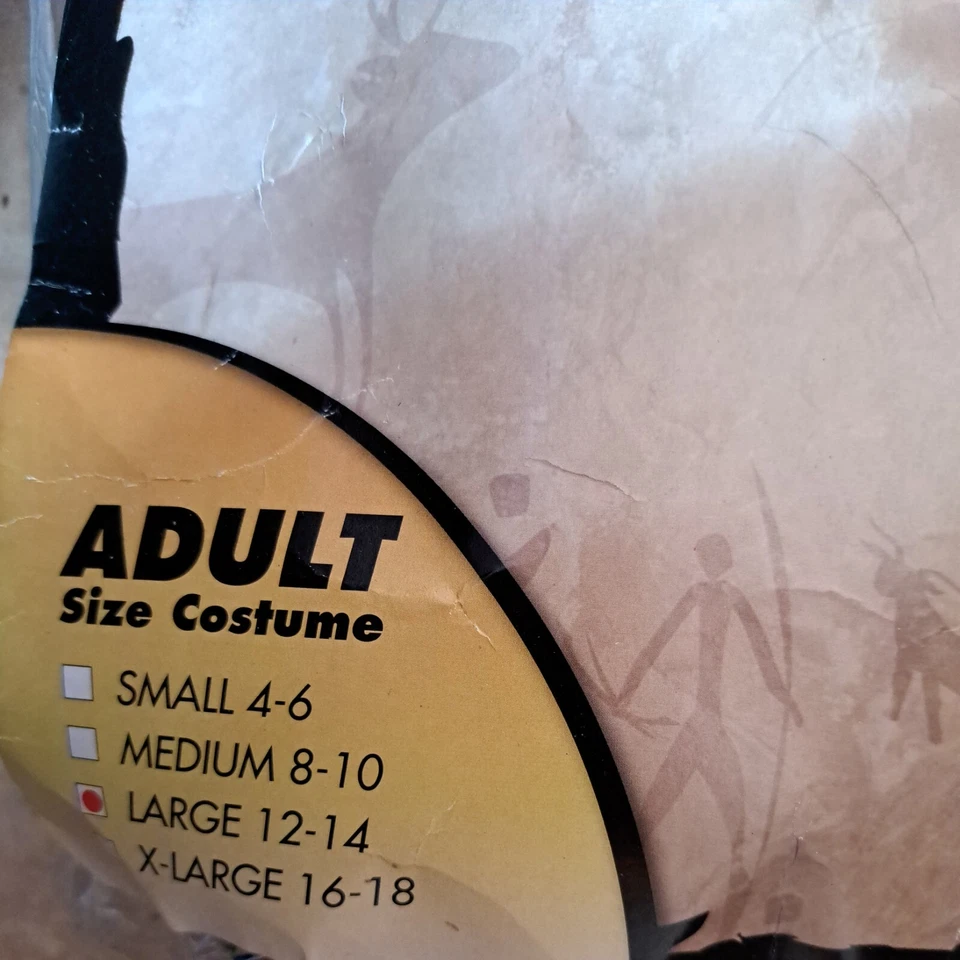 ADULT
Size Costume
SMALL 4-6
MEDIUM 8-10
LARGE 12-14
X-LARGE 16-18